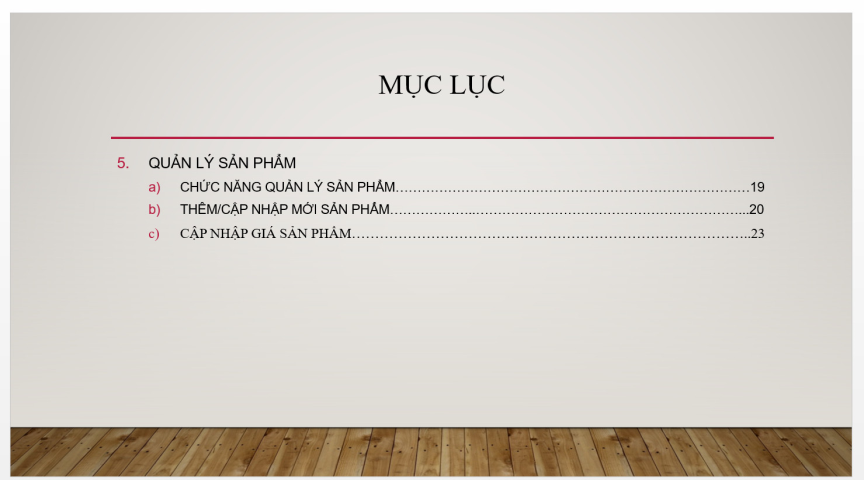 MỤC LỤC
5. QUẢN LÝ SẢN PHẨM
a) CHỨC NĂNG QUẢN LÝ SẢN PHẨM……………………………………………………………………19
b) THÊM/CẬP NHẬP MỚI SẢN PHẨM………………..…………………………………………………...20
c) CẬP NHẬP GIÁ SẢN PHẨM…………………………………………………………………………..23